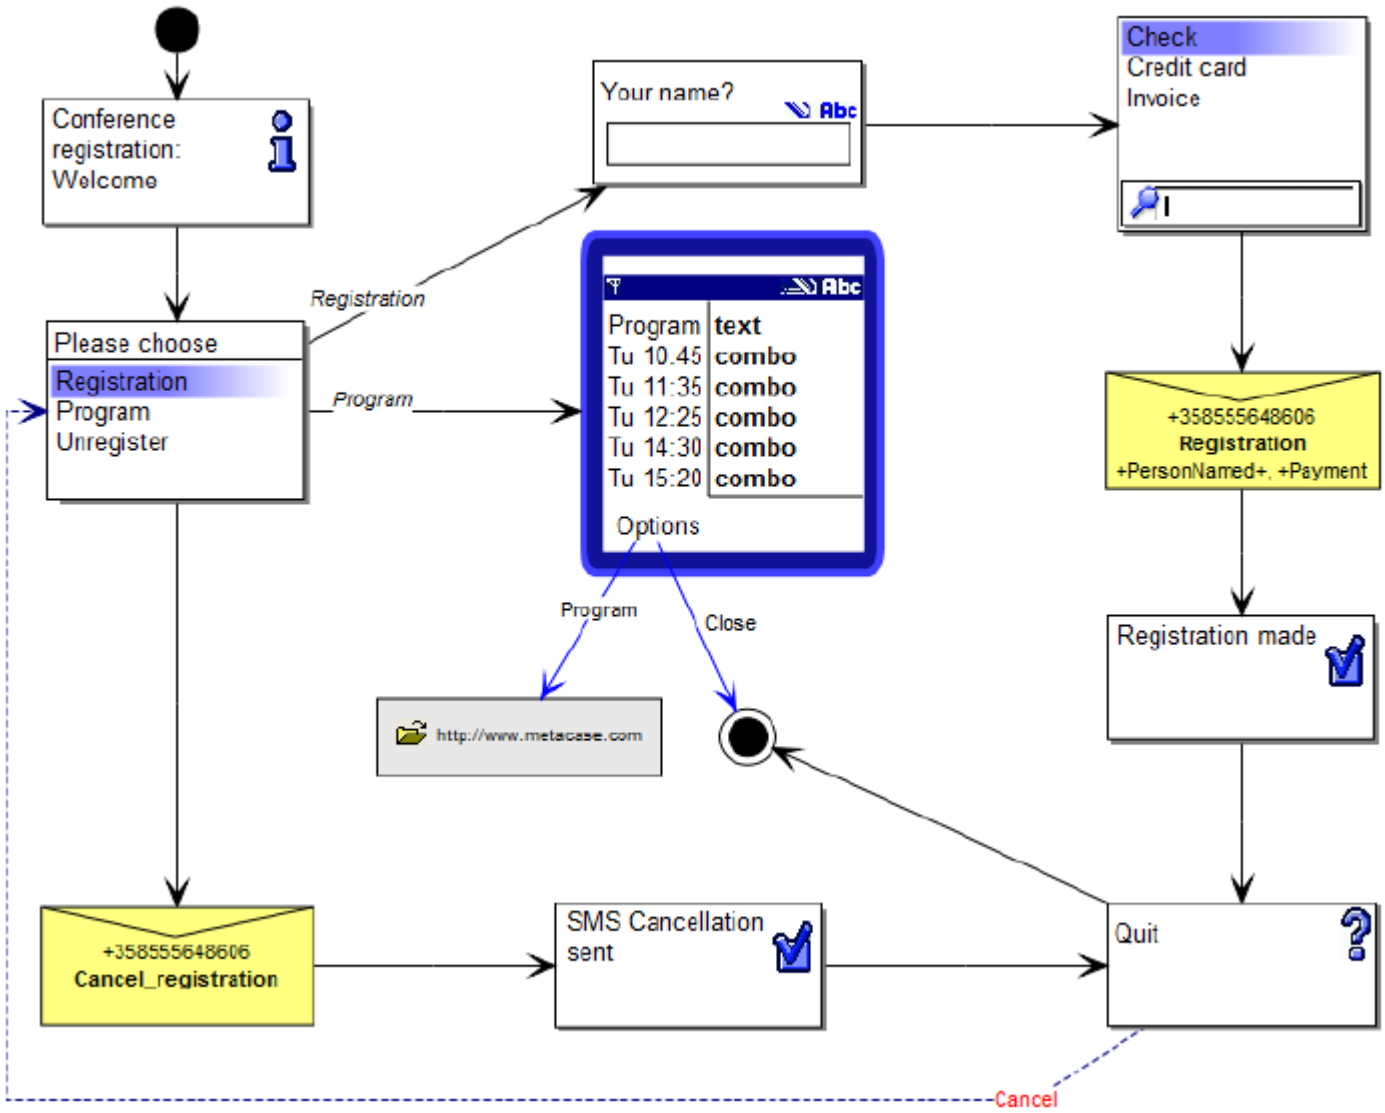 Conference
registration:
Welcome
Please choose
Registration
Program
Unregister
Registration
Program
Your name?
Abc
Check
Credit card
Invoice
Abc
Program text
Tu 10.45 combo
Tu 11:35 combo
Tu 12:25 combo
Tu 14:30 combo
Tu 15:20 combo
Options
Program
Close
http://www.metacase.com
+358555648606
Registration
+PersonNamed+, +Payment
Registration made
+358555648606
Cancel_registration
SMS Cancellation
sent
Quit
Cancel